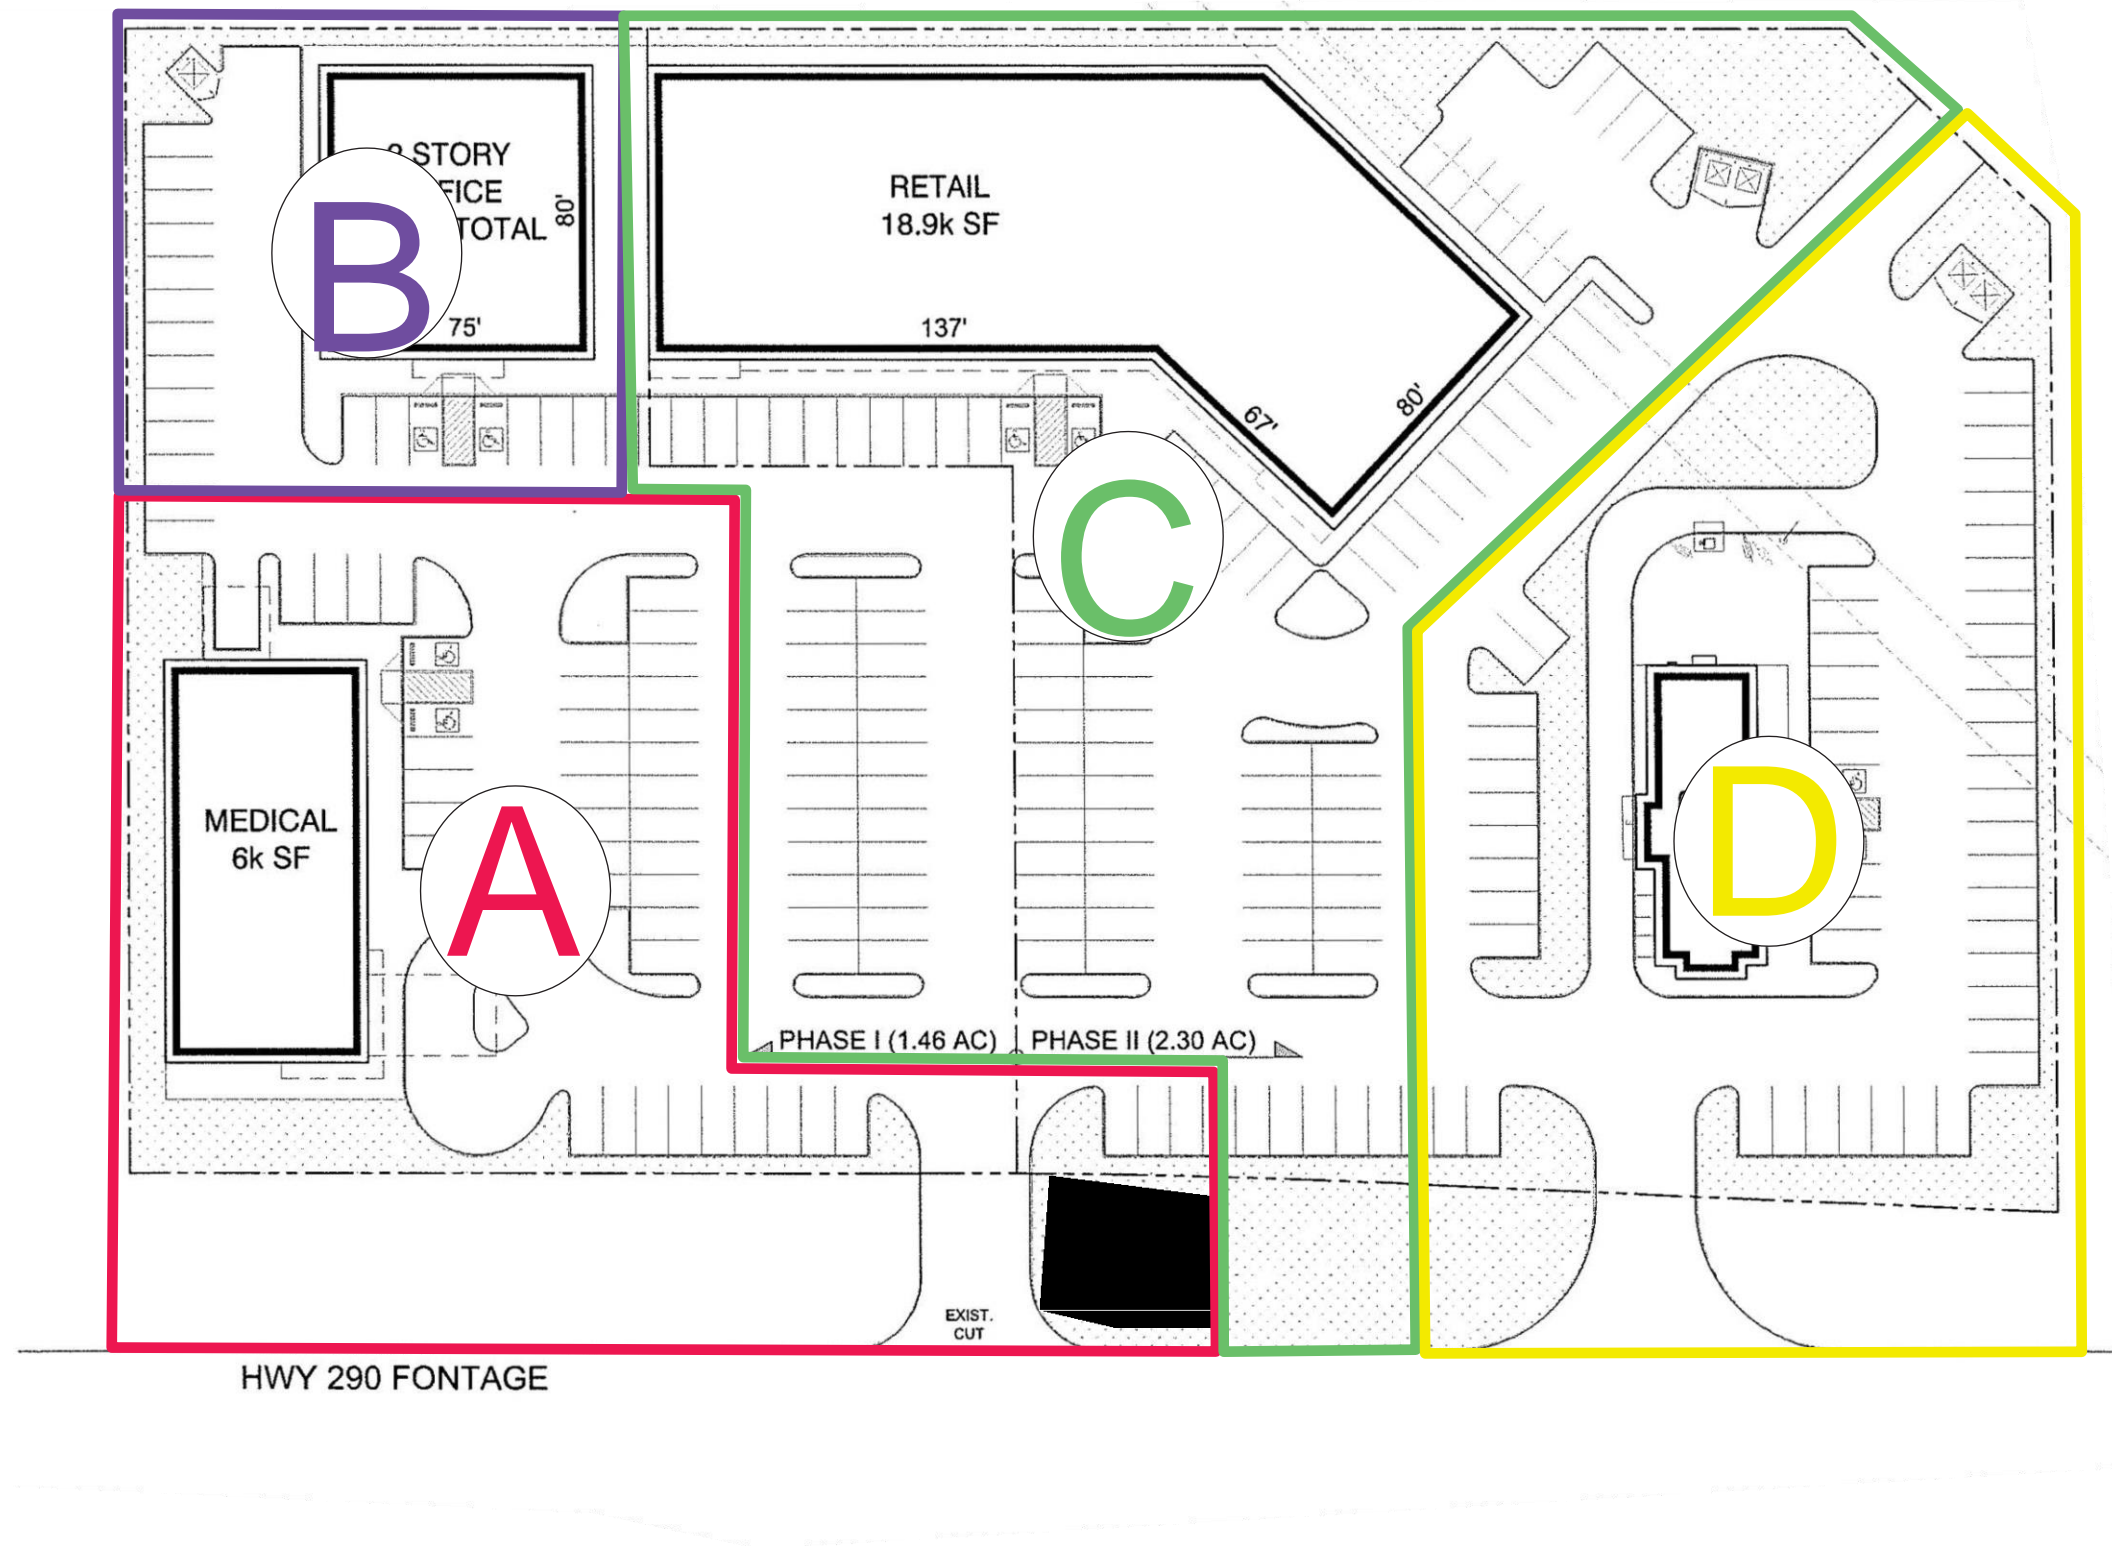 STORY
FICE
TOTAL
80'
75'
B
RETAIL
18.9k SF
137'
67'
80'
C
MEDICAL
6k SF
A
D
PHASE I (1.46 AC)
PHASE II (2.30 AC)
EXIST.
CUT
HWY 290 FONTAGE